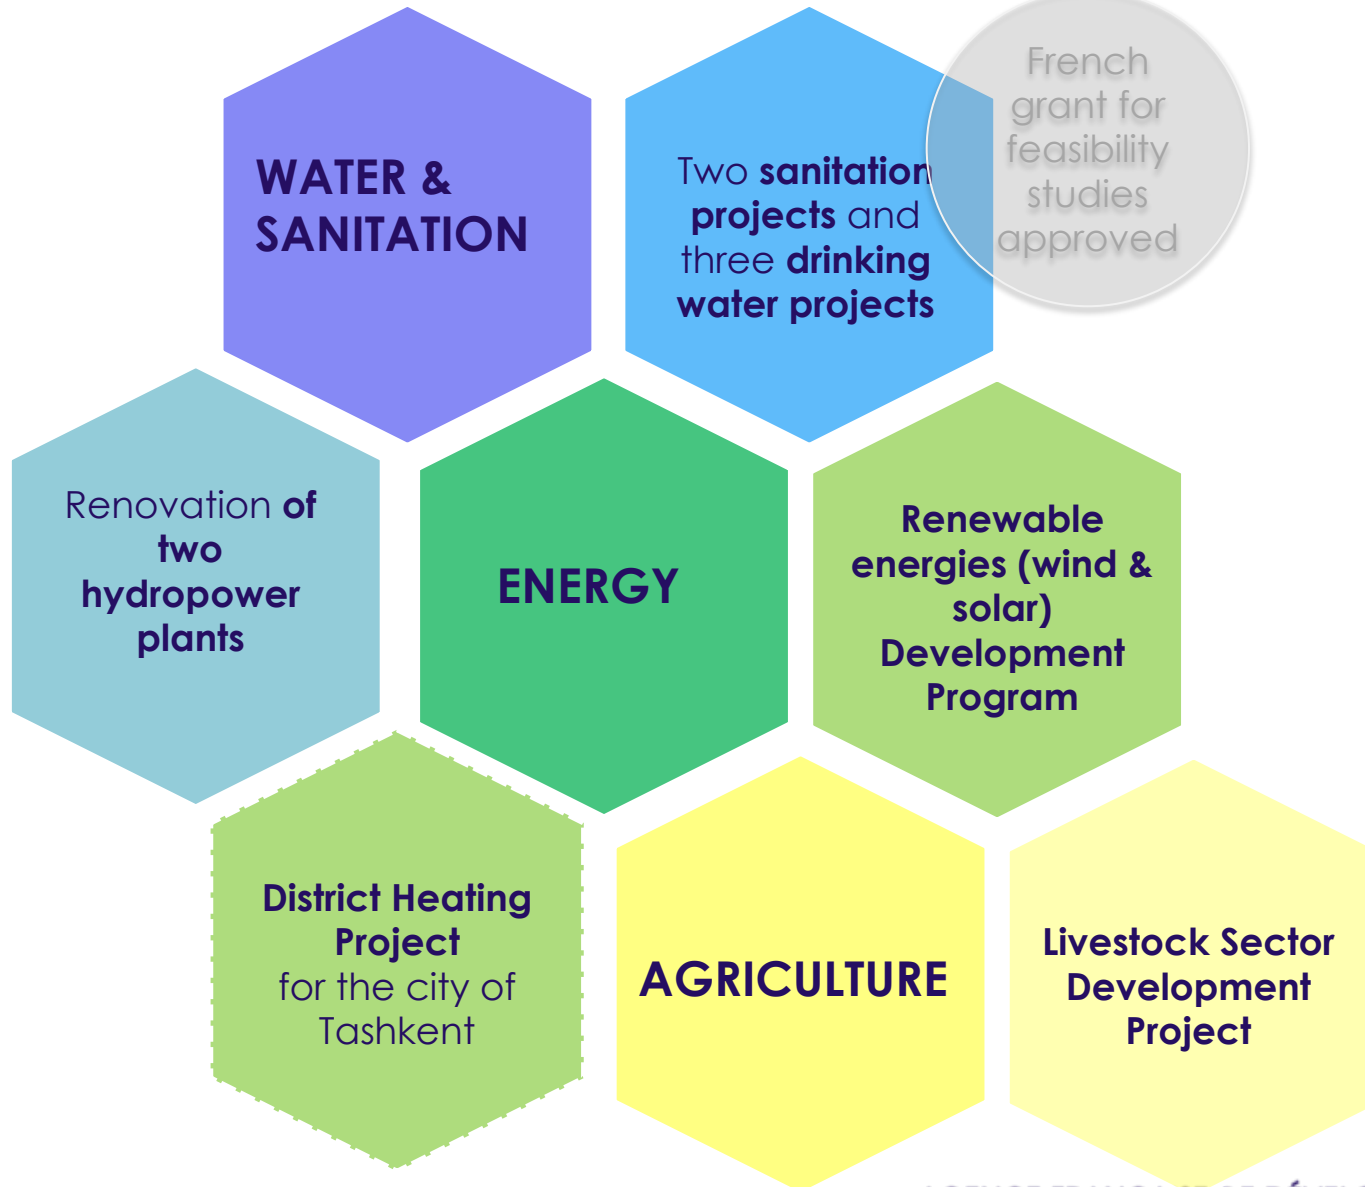 WATER &
SANITATION
Two sanitation
projects and
three drinking
water projects
French
grant for
feasibility
studies
approved
Renovation of
two
hydropower
plants
ENERGY
Renewable
energies (wind &
solar)
Development
Program
District Heating
Project
for the city of
Tashkent
AGRICULTURE
Livestock Sector
Development
Project